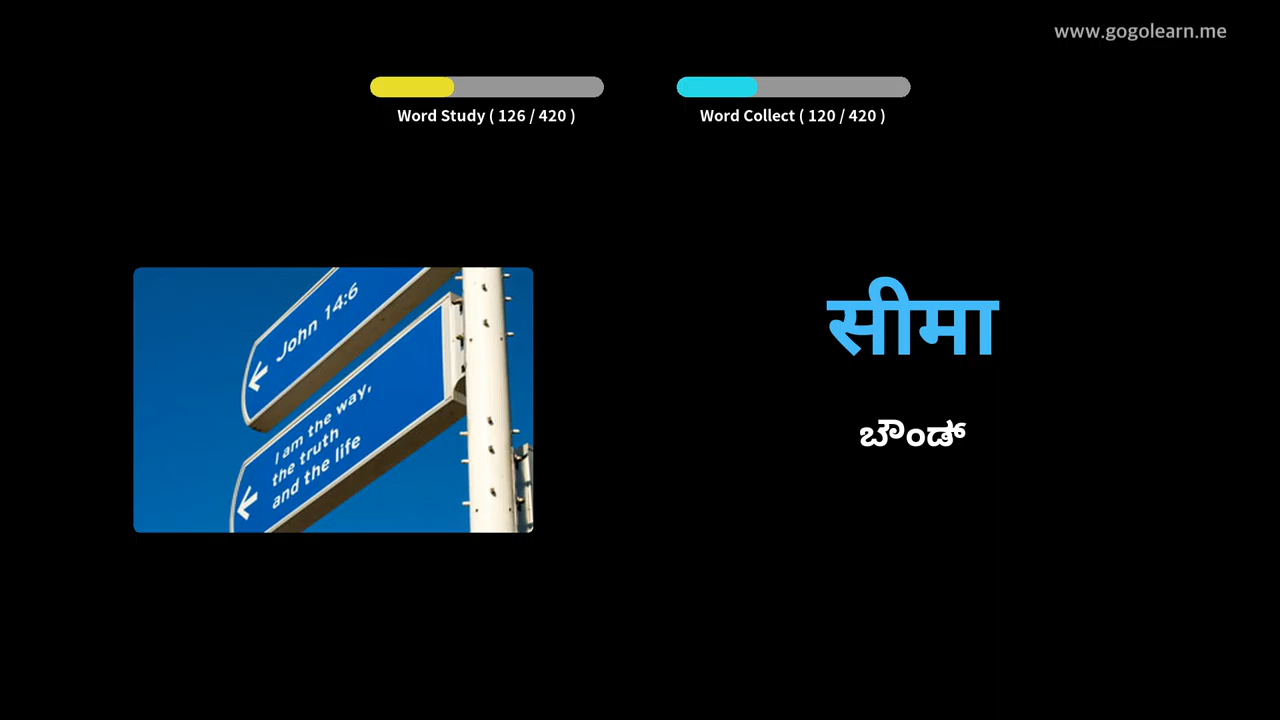 www.gogolearn.me
Word Study ( 126 / 420 )
Word Collect ( 120 / 420 )
John 14:6
I am the way,
the truth
and the life
सीमा
ಬೌಂಡ್